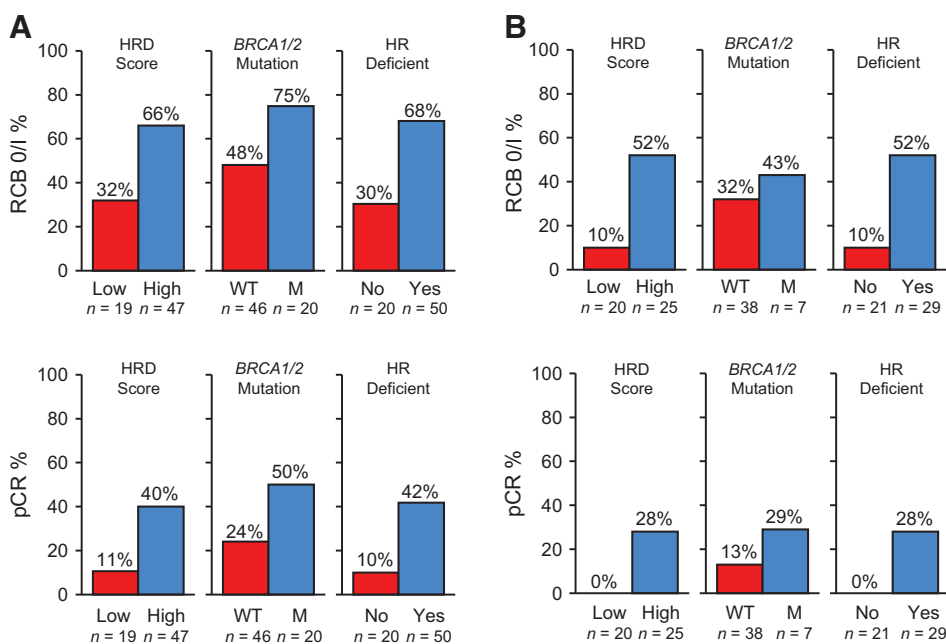 A
HRD
Score
BRCA1/2
Mutation
HR
Deficient
RCB 0/I %
100
80
60
40
20
0
32%
66%
48%
75%
30%
68%
Low High
n = 19 n = 47
WT M
n = 46 n = 20
No Yes
n = 20 n = 50
HRD
Score
BRCA1/2
Mutation
HR
Deficient
pCR %
100
80
60
40
20
0
11%
40%
24%
50%
10%
42%
Low High
n = 19 n = 47
WT M
n = 46 n = 20
No Yes
n = 20 n = 50
B
HRD
Score
BRCA1/2
Mutation
HR
Deficient
RCB 0/I %
100
80
60
40
20
0
10%
52%
32%
43%
10%
52%
Low High
n = 20 n = 25
WT M
n = 38 n = 7
No Yes
n = 21 n = 29
HRD
Score
BRCA1/2
Mutation
HR
Deficient
pCR %
100
80
60
40
20
0
0%
28%
13%
29%
0%
28%
Low High
n = 20 n = 25
WT M
n = 38 n = 7
No Yes
n = 21 n = 29